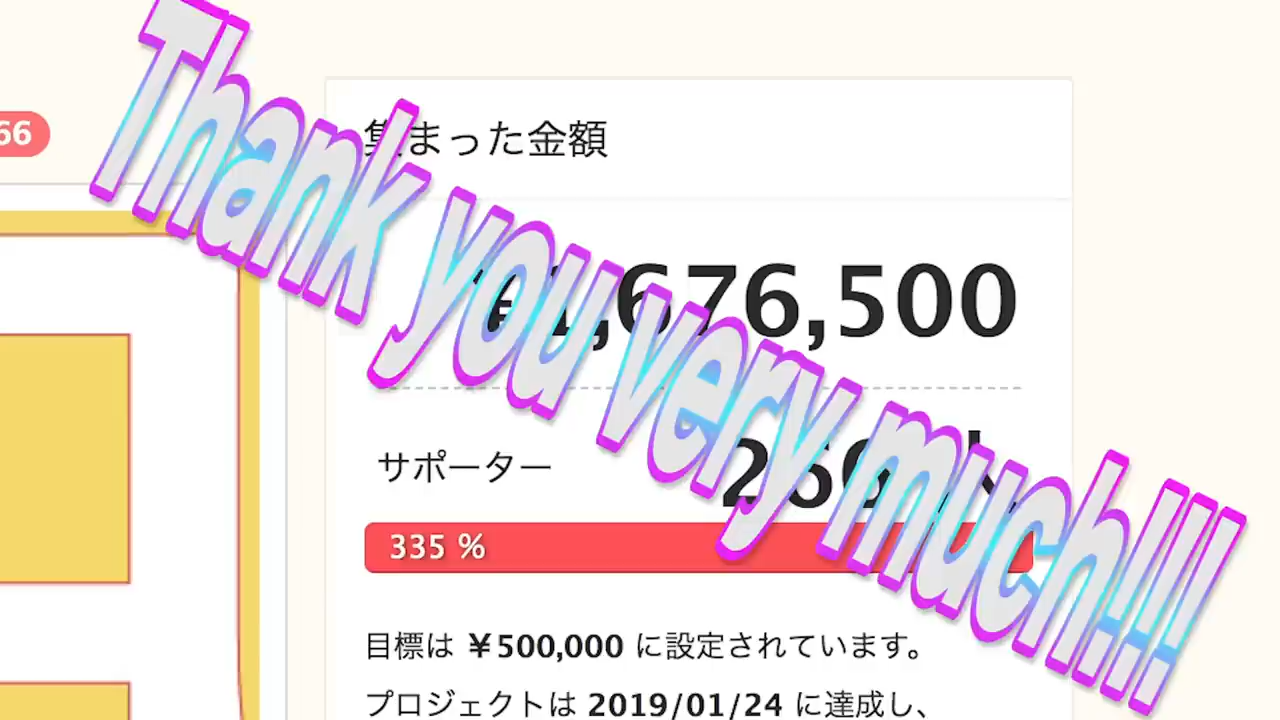 66
集まった金額
,676,500
サポーター
335 %
目標は ¥500,000 に設定されています。
プロジェクトは 2019/01/24 に達成し、
Thank you very much!!!